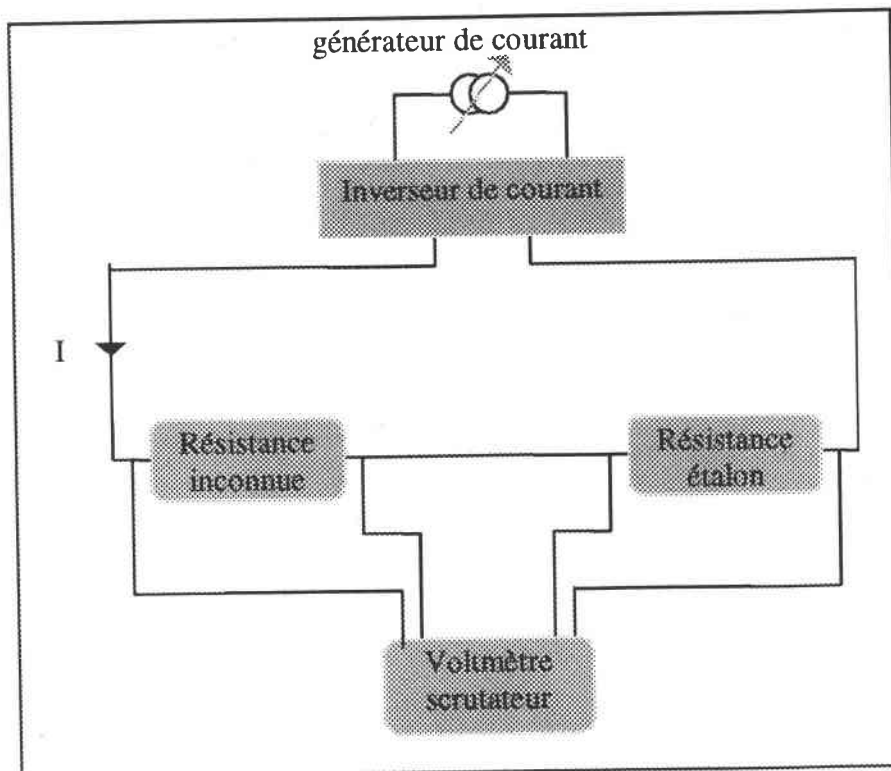 générateur de courant
Inverseur de courant
I
Résistance
inconnue
Résistance
étalon
Voltmètre
scrutateur